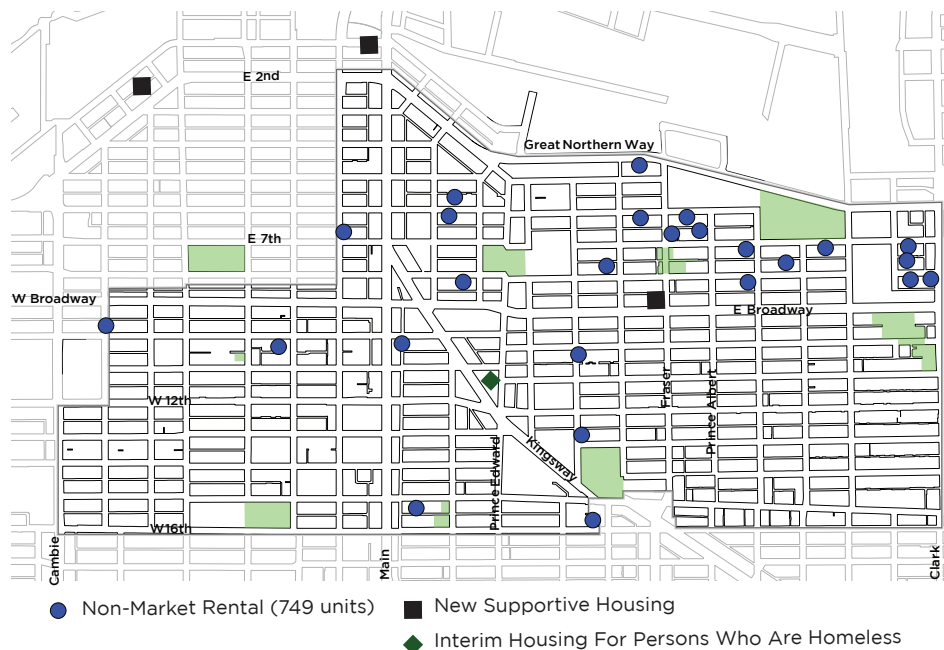 E 2nd
Great Northern Way
E 7th
W Broadway
E Broadway
Fraser
Prince Albert
W 12th
Kingsway
Prince Edward
W16th
Cambie
Main
Clark
Non-Market Rental (749 units)
New Supportive Housing
Interim Housing For Persons Who Are Homeless